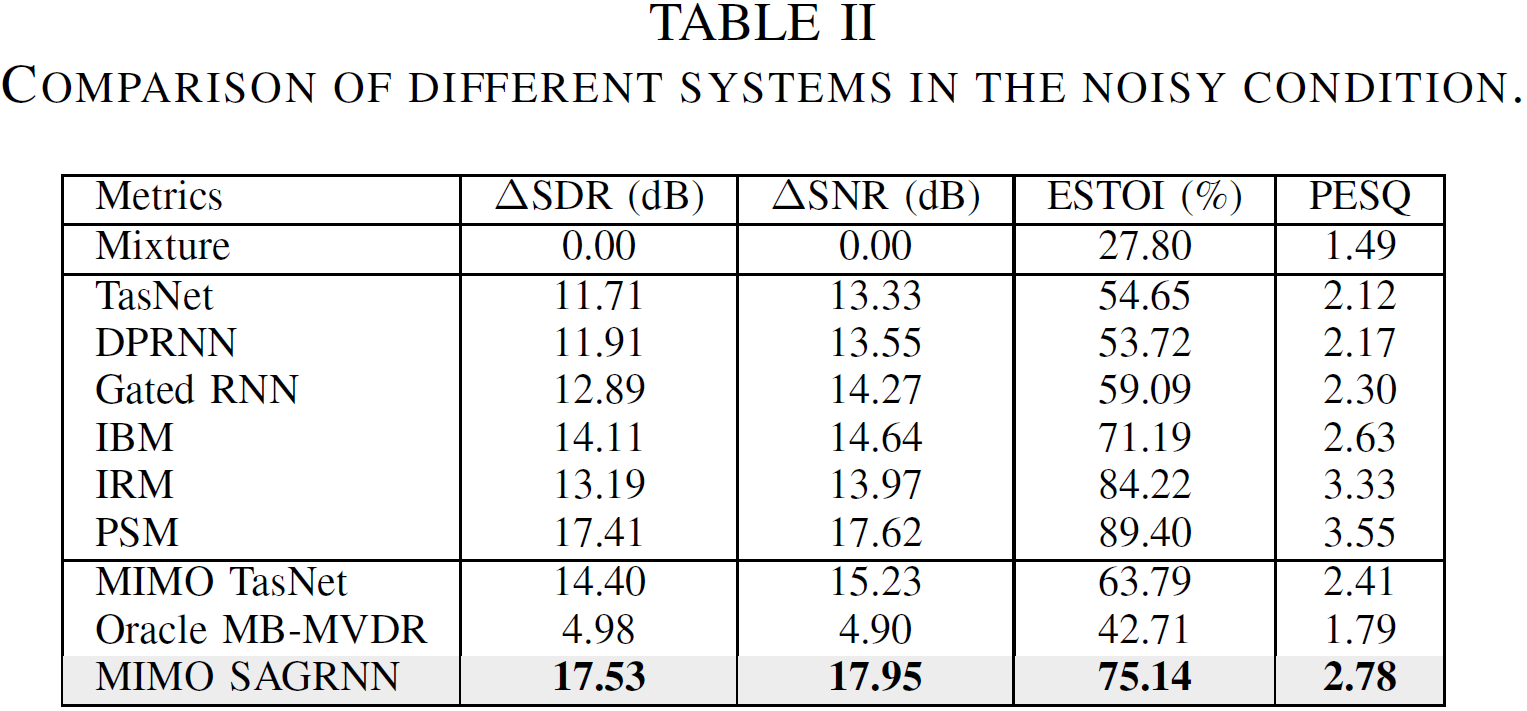 TABLE II
COMPARISON OF DIFFERENT SYSTEMS IN THE NOISY CONDITION.
Metrics ΔSDR (dB) ΔSNR (dB) ESTOI (%) PESQ
Mixture 0.00 0.00 27.80 1.49
TasNet 11.71 13.33 54.65 2.12
DPRNN 11.91 13.55 53.72 2.17
Gated RNN 12.89 14.27 59.09 2.30
IBM 14.11 14.64 71.19 2.63
IRM 13.19 13.97 84.22 3.33
PSM 17.41 17.62 89.40 3.55
MIMO TasNet 14.40 15.23 63.79 2.41
Oracle MB-MVDR 4.98 4.90 42.71 1.79
MIMO SAGRNN 17.53 17.95 75.14 2.78